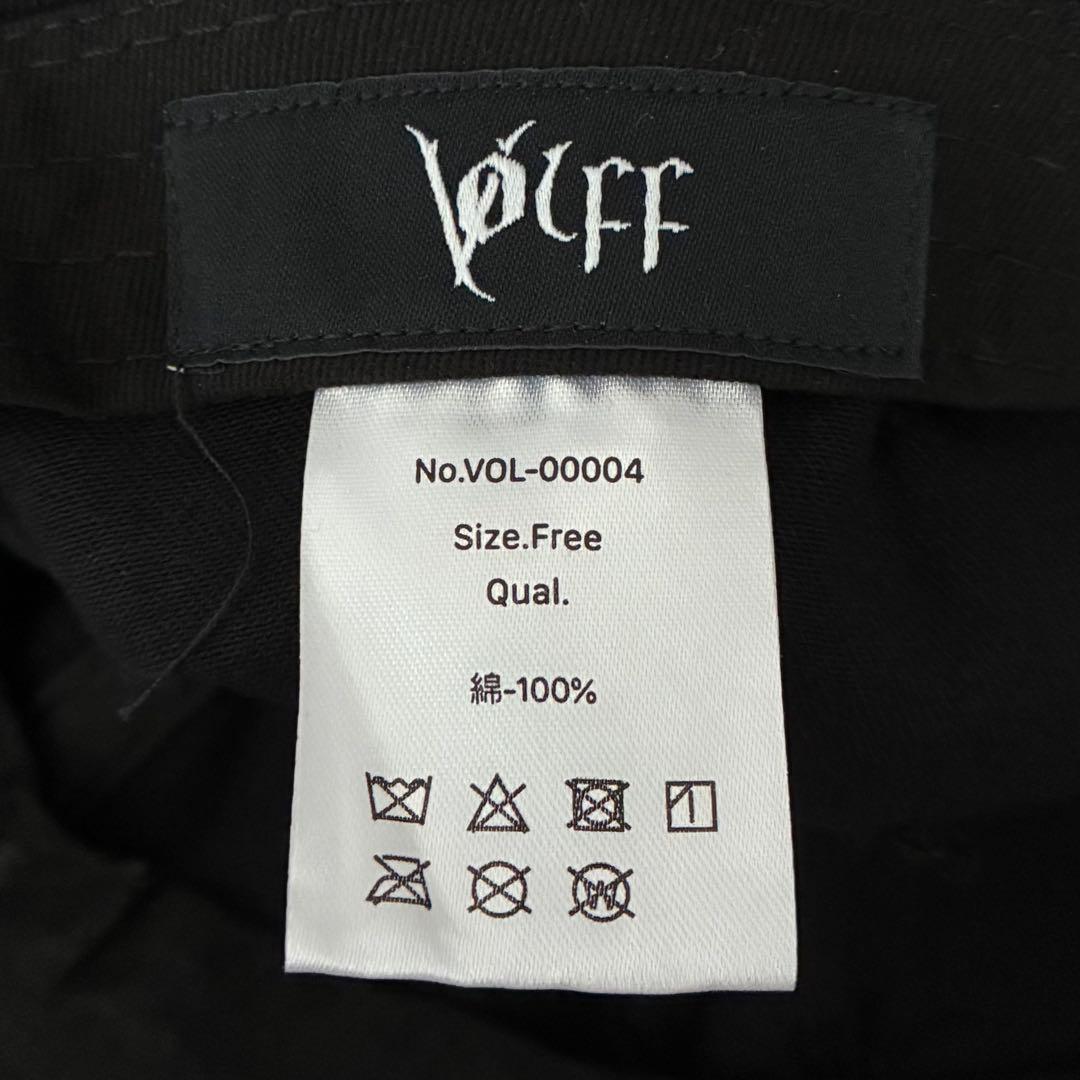 VØLFF
No.VOL-00004
Size.Free
Qual.
綿-100%
W